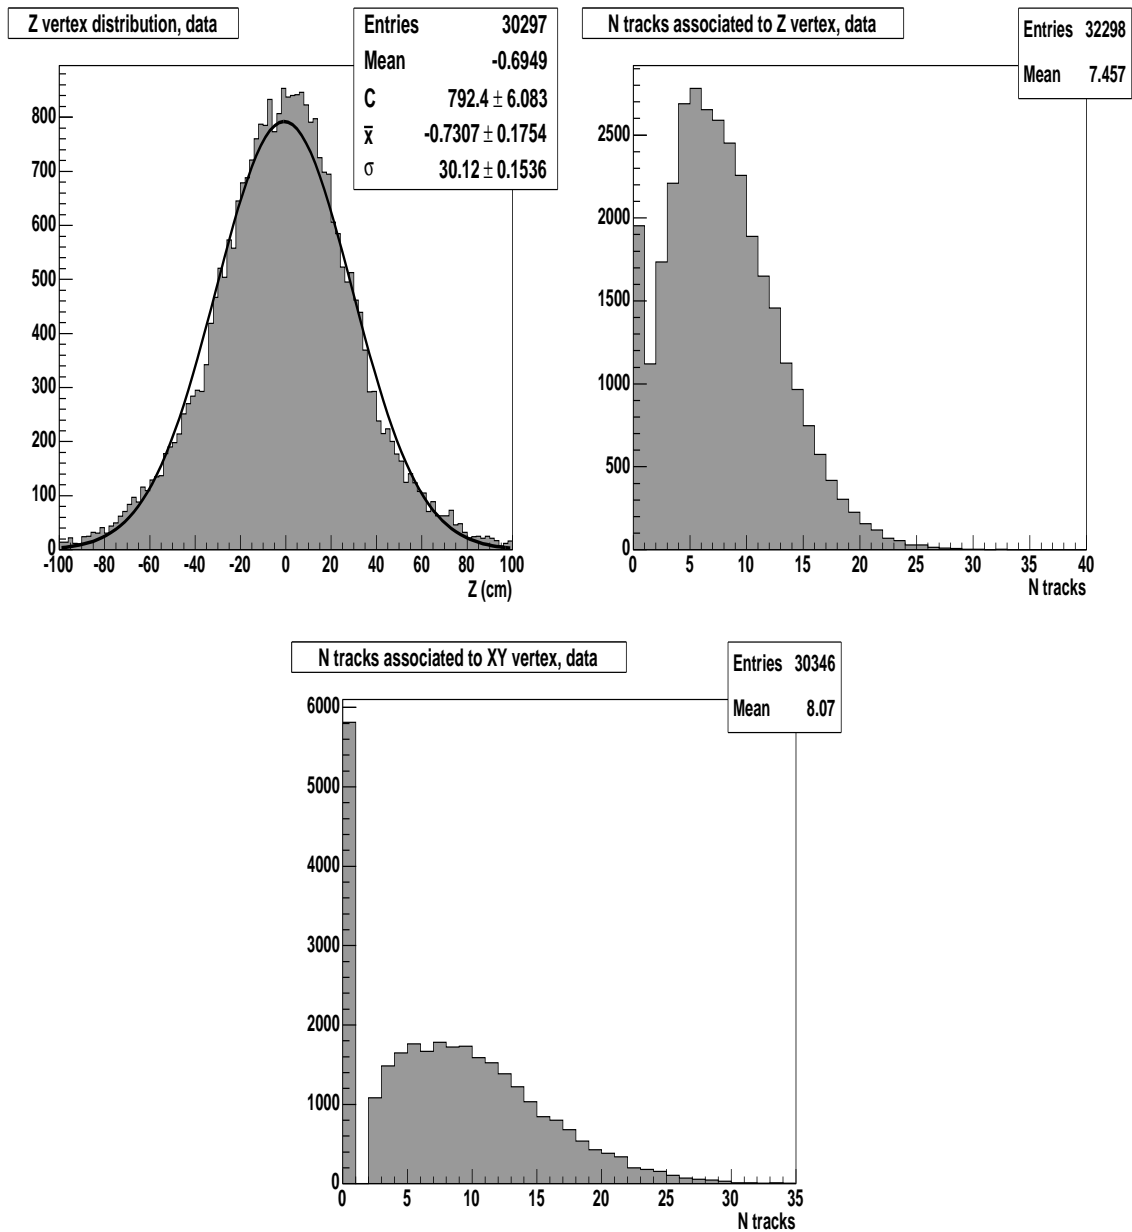 Z vertex distribution, data
Entries 30297
Mean -0.6949
C 792.4 ± 6.083
x̄ -0.7307 ± 0.1754
σ 30.12 ± 0.1536
800
700
600
500
400
300
200
100
0
-100 -80 -60 -40 -20 0 20 40 60 80 100
Z (cm)
N tracks associated to Z vertex, data
Entries 32298
Mean 7.457
2500
2000
1500
1000
500
0
0 5 10 15 20 25 30 35 40
N tracks
N tracks associated to XY vertex, data
Entries 30346
Mean 8.07
6000
5000
4000
3000
2000
1000
0
0 5 10 15 20 25 30 35
N tracks